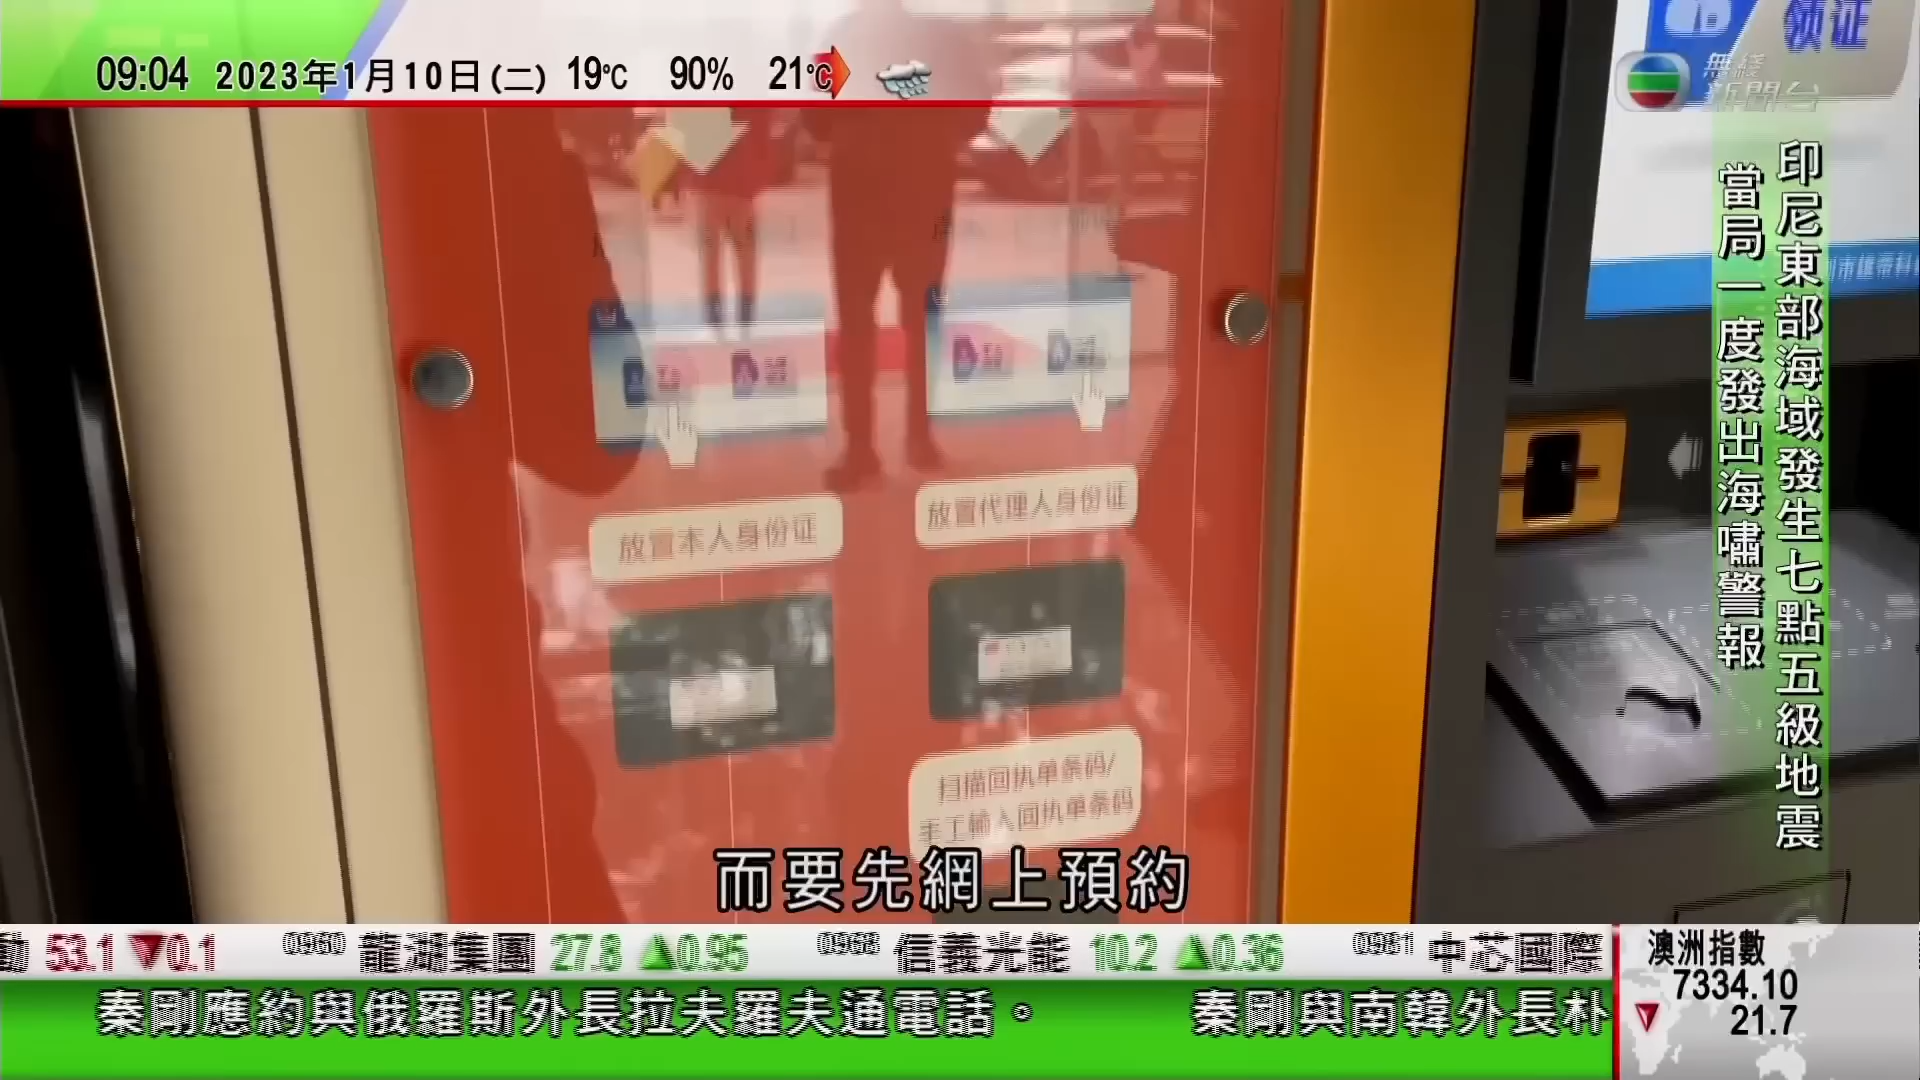 09:04 2023年1月10日(二) 19℃ 90% 21℃
领证
無綫
新聞台
印尼東部海域發生七點五級地震
當局一度發出海嘯警報
放置本人身份证
放置代理人身份证
扫描回执单条码/
手工输入回执单条码
而要先網上預約
動 53.1 ▼0.1 0960 龍湖集團 27.8 ▲0.95 0968 信義光能 10.2 ▲0.36 0981 中芯國際
秦剛應約與俄羅斯外長拉夫羅夫通電話。 秦剛與南韓外長朴
澳洲指數
7334.10
▼ 21.7